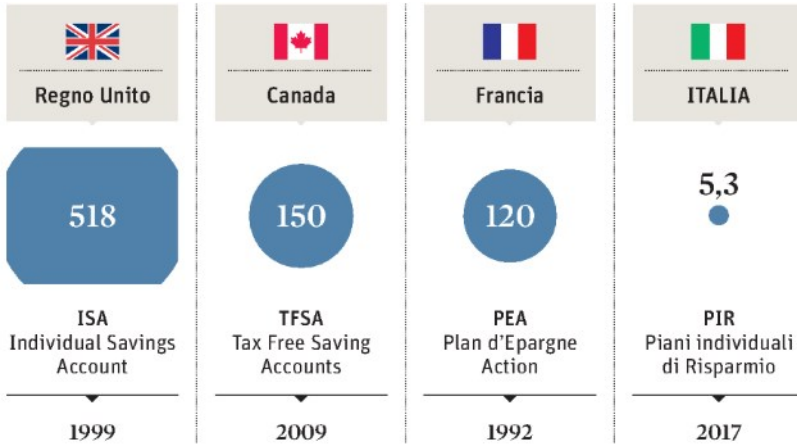 Regno Unito
Canada
Francia
ITALIA
518
150
120
5,3
ISA
Individual Savings
Account
TFSA
Tax Free Saving
Accounts
PEA
Plan d'Epargne
Action
PIR
Piani individuali
di Risparmio
1999
2009
1992
2017